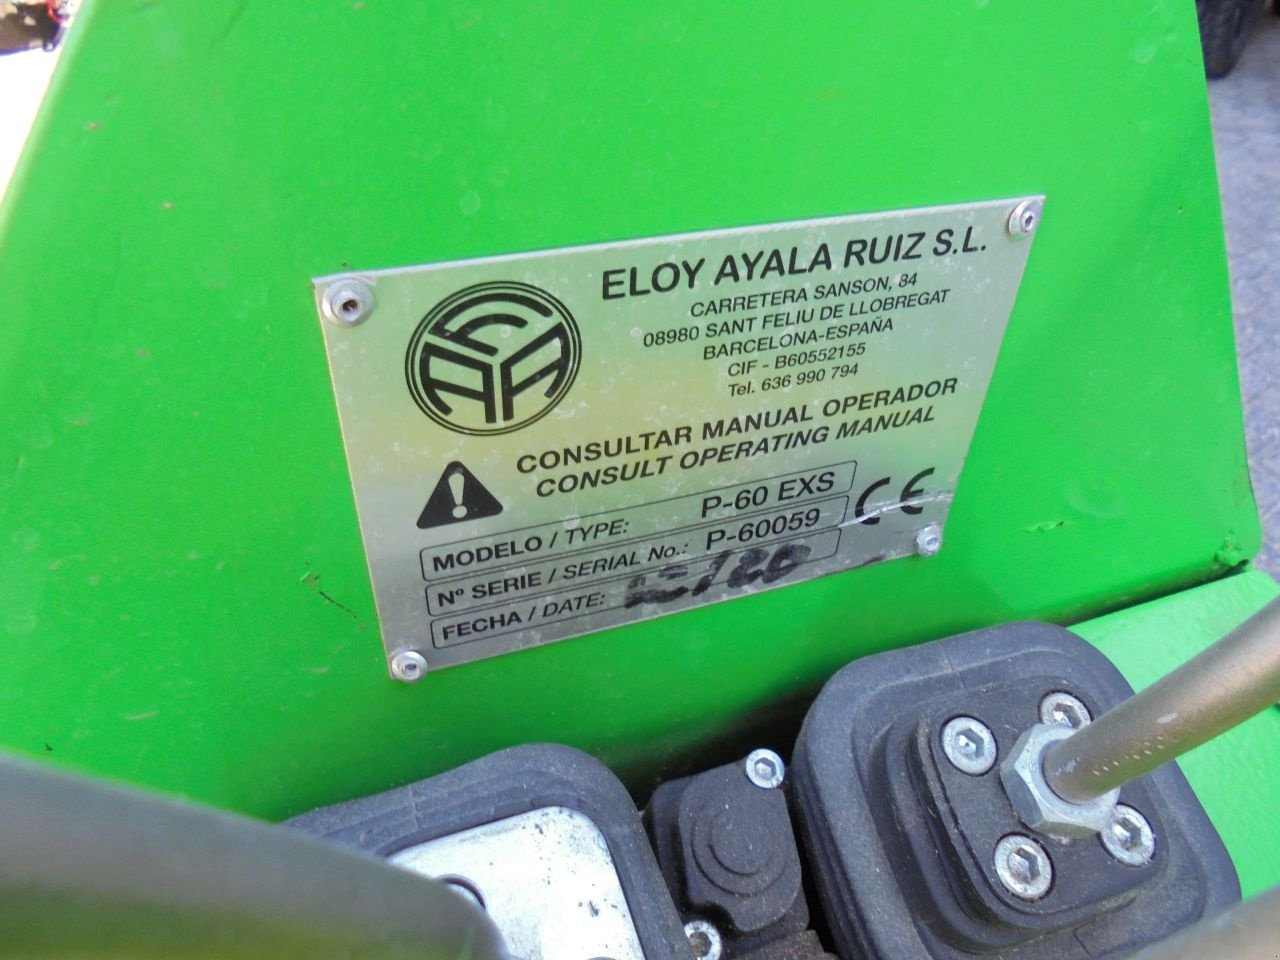 ELOY AYALA RUIZ S.L.
CARRETERA SANSON, 84
08980 SANT FELIU DE LLOBREGAT
BARCELONA-ESPAÑA
CIF - B60552155
Tel. 636 990 794
CONSULTAR MANUAL OPERADOR
CONSULT OPERATING MANUAL
MODELO / TYPE: P-60 EXS
Nº SERIE / SERIAL No.: P-60059
FECHA / DATE:
CE